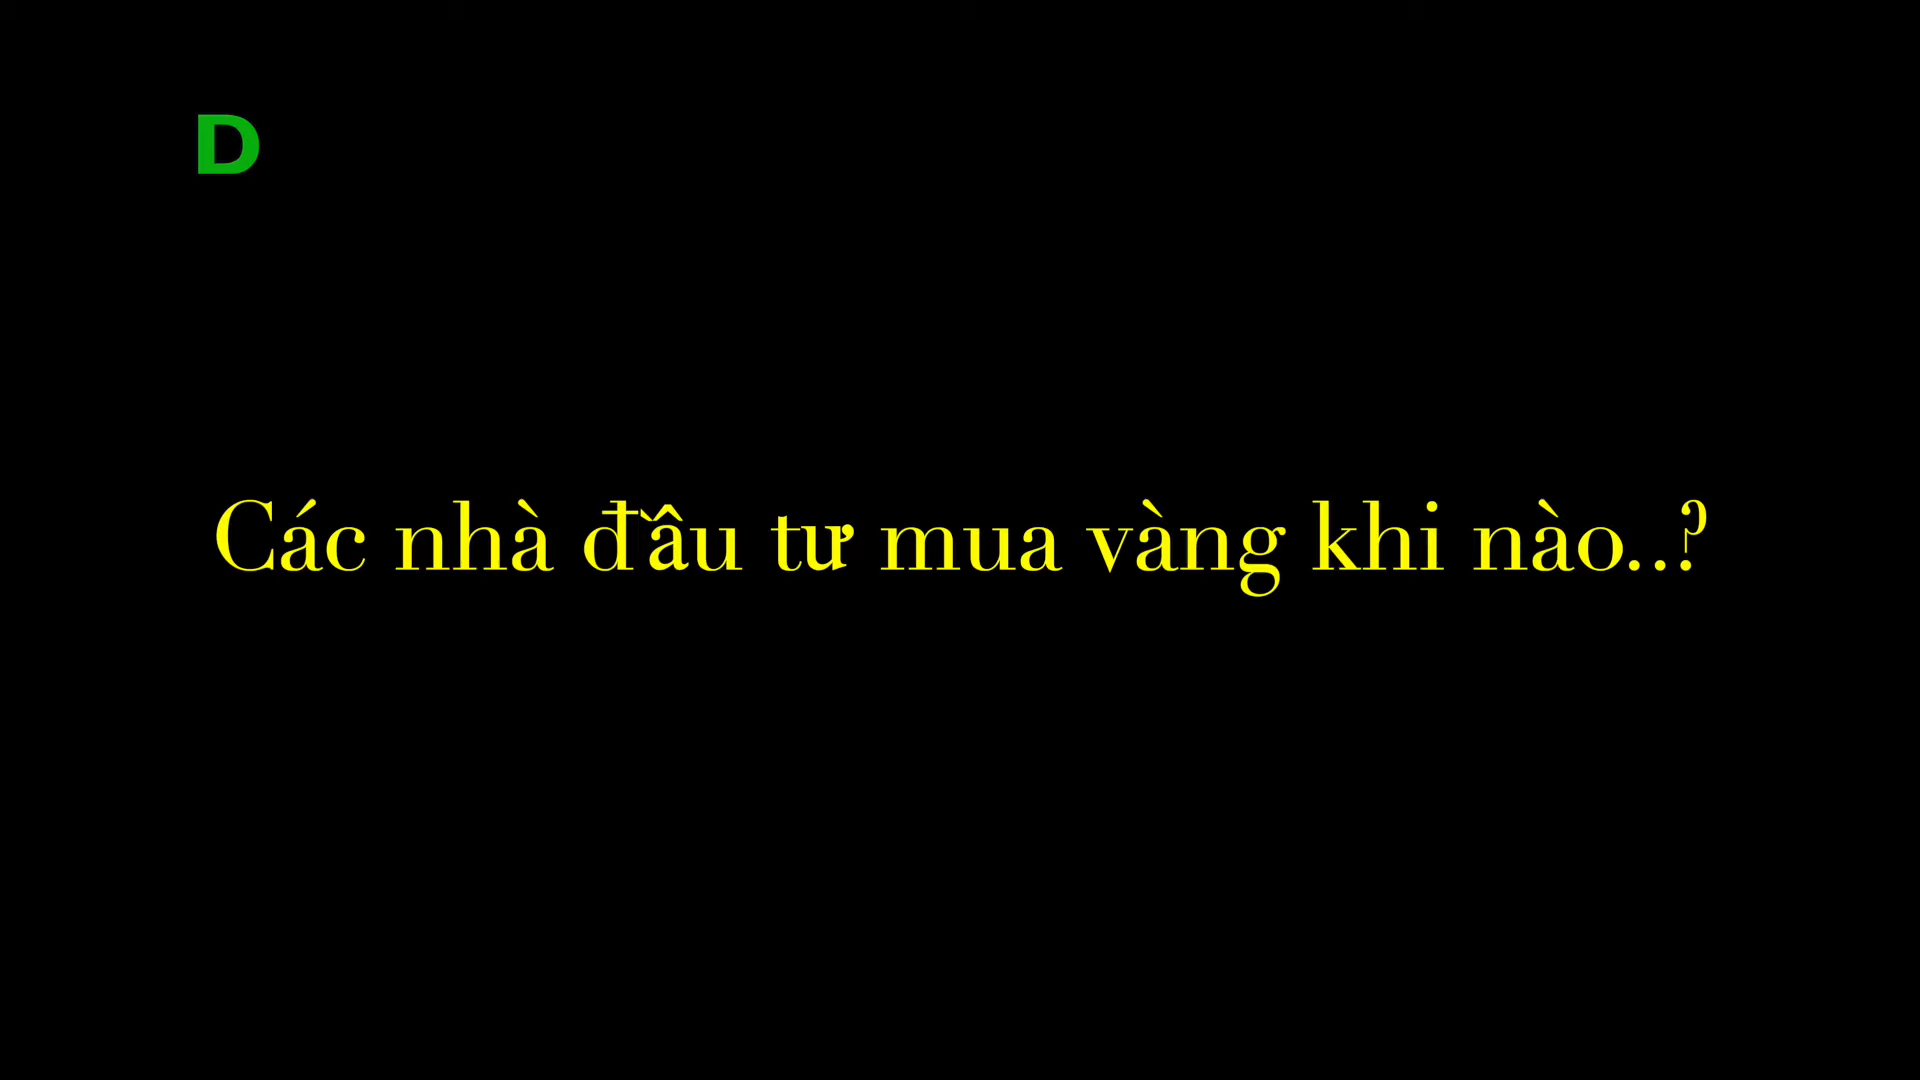 D
Các nhà đầu tư mua vàng khi nào..?